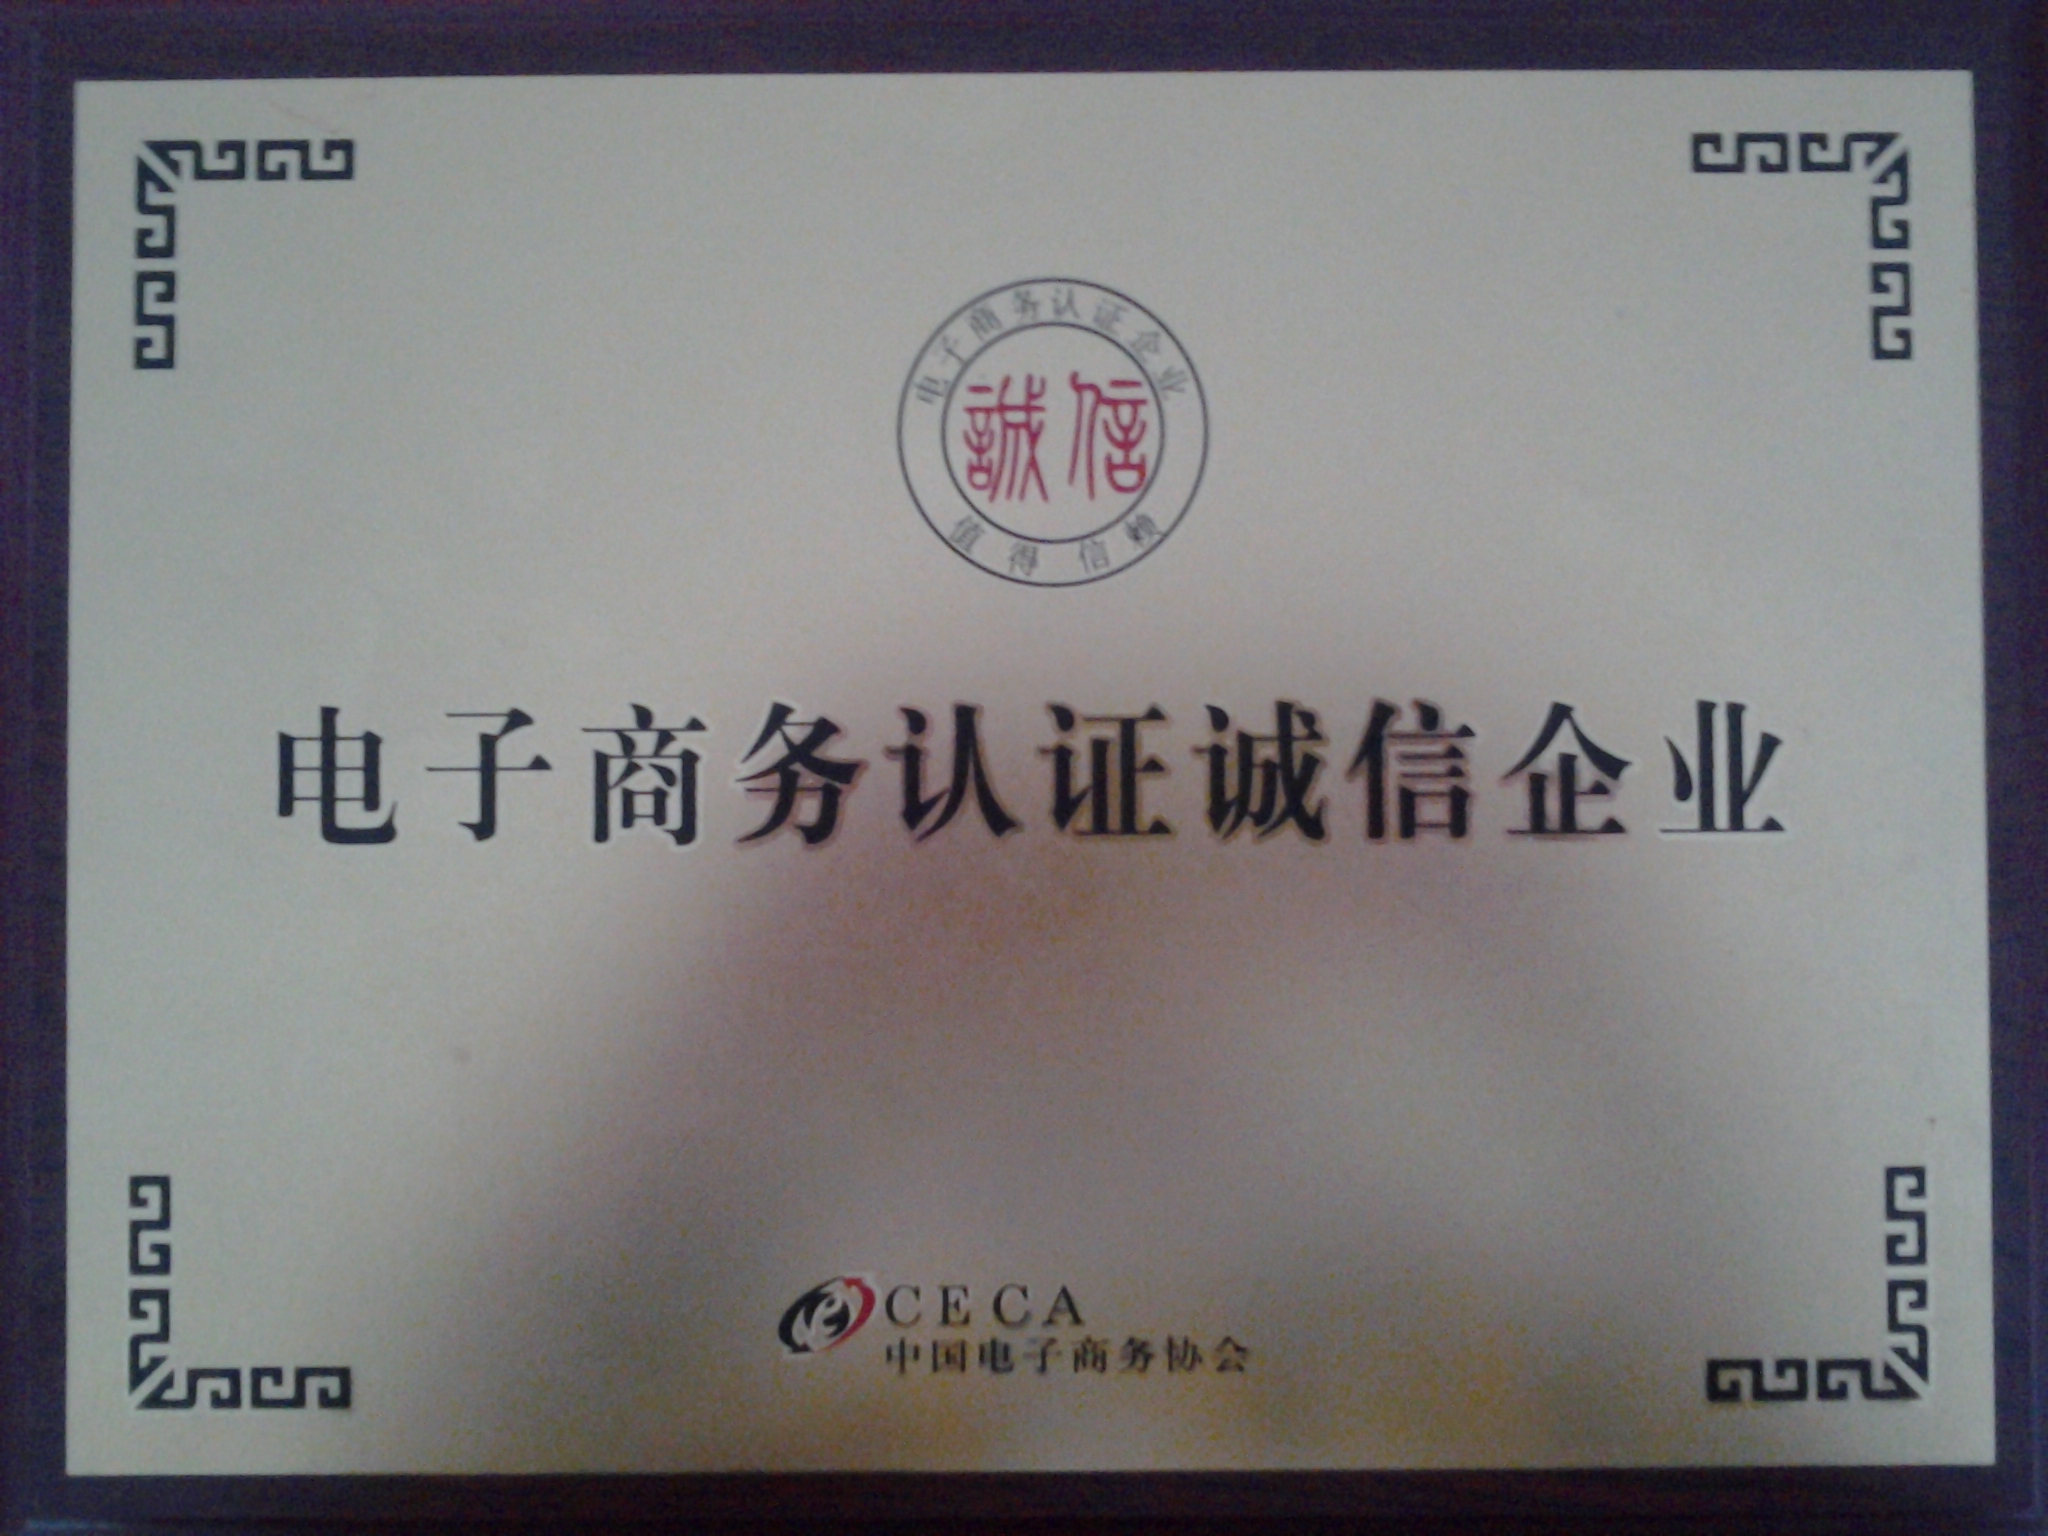 电子商务认证企业
誠信
值得信赖
电子商务认证诚信企业
CECA
中国电子商务协会